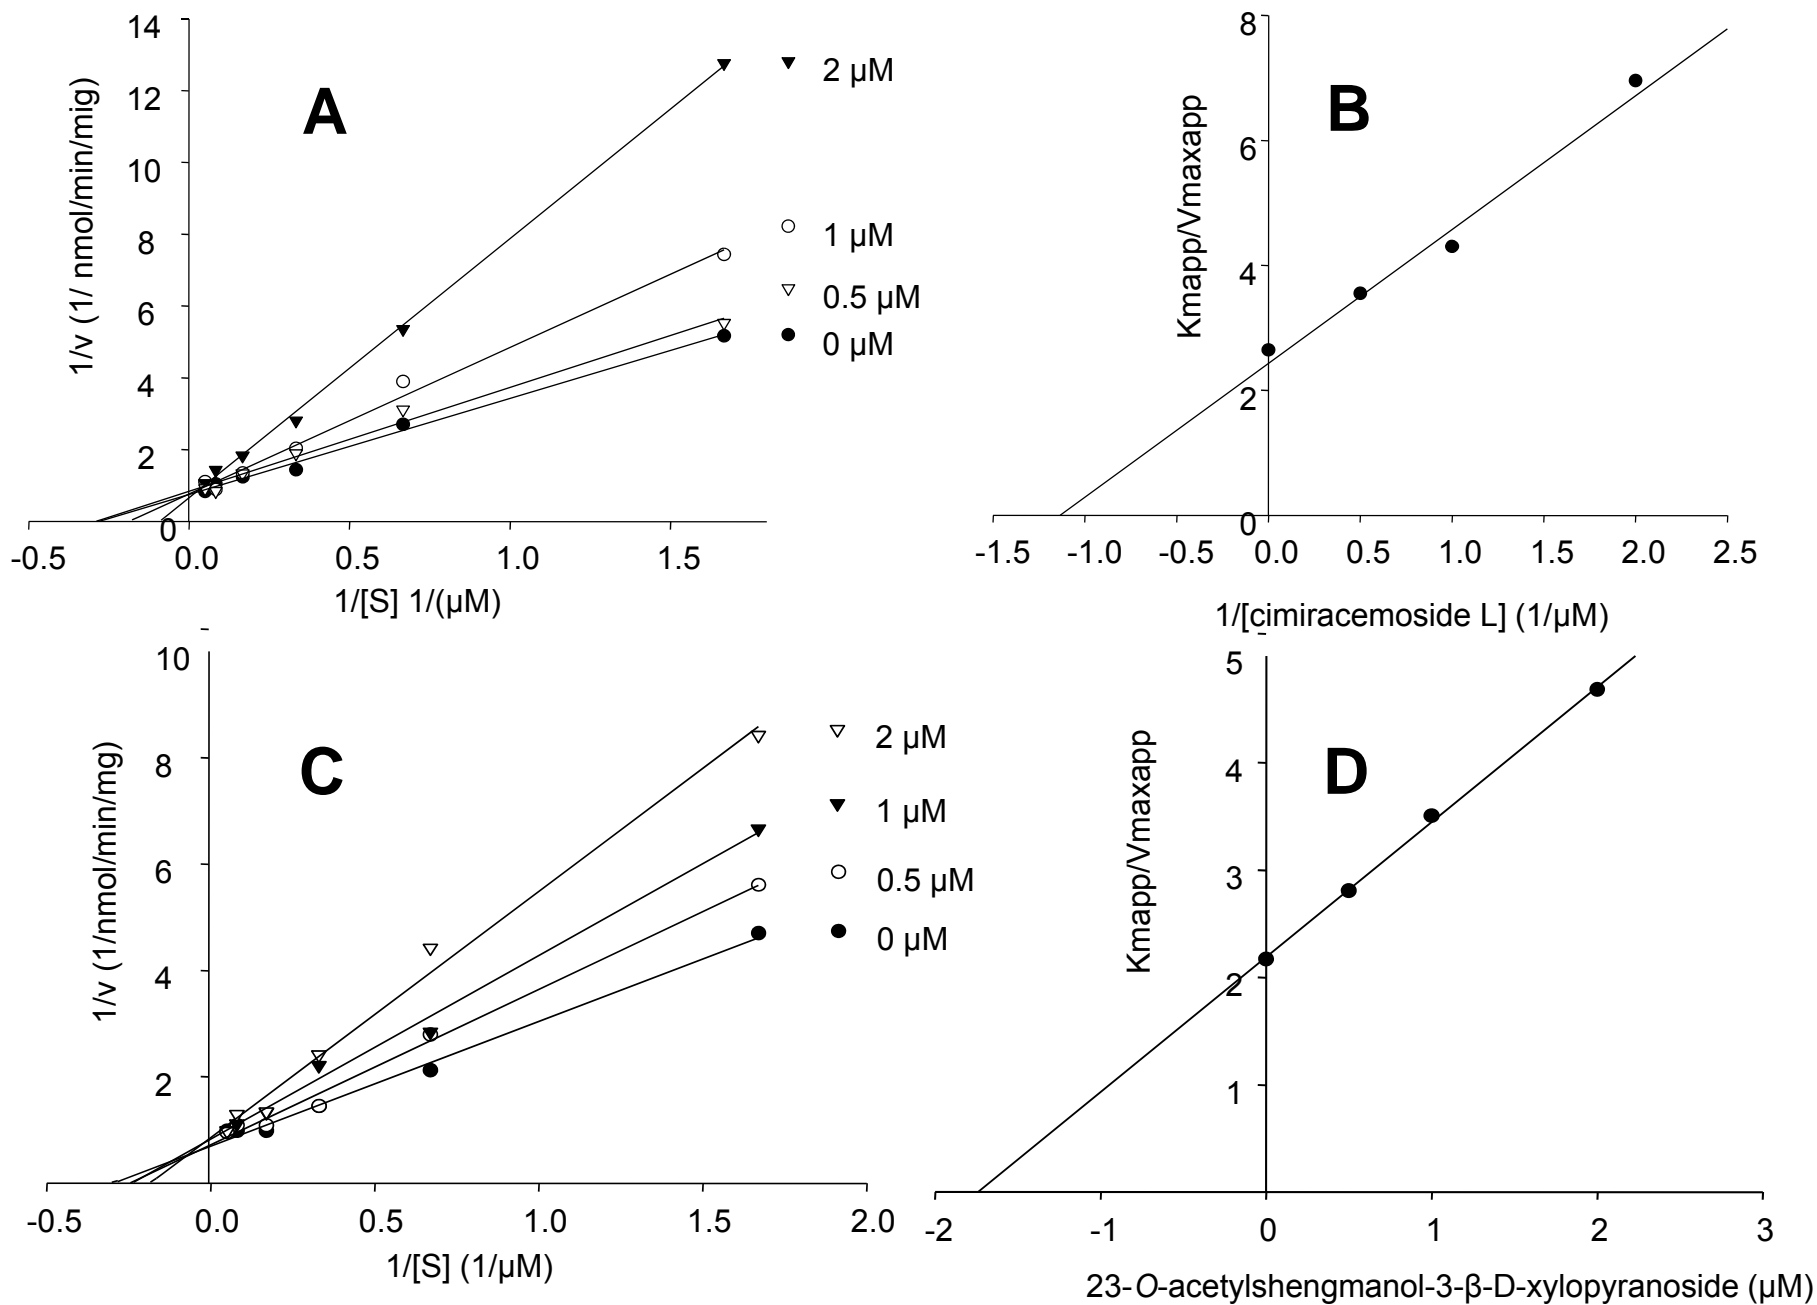 A
14
12
10
8
6
4
2
0
1/v (1/ nmol/min/mig)
-0.5 0.0 0.5 1.0 1.5
1/[S] 1/(µM)
2 µM
1 µM
0.5 µM
0 µM
B
8
6
4
2
0
Kmapp/Vmaxapp
-1.5 -1.0 -0.5 0.0 0.5 1.0 1.5 2.0 2.5
1/[cimiracemoside L] (1/µM)
C
10
8
6
4
2
1/v (1/nmol/min/mg)
-0.5 0.0 0.5 1.0 1.5 2.0
1/[S] (1/µM)
2 µM
1 µM
0.5 µM
0 µM
D
5
4
3
2
1
Kmapp/Vmaxapp
-2 -1 0 1 2 3
23-O-acetylshengmanol-3-β-D-xylopyranoside (µM)